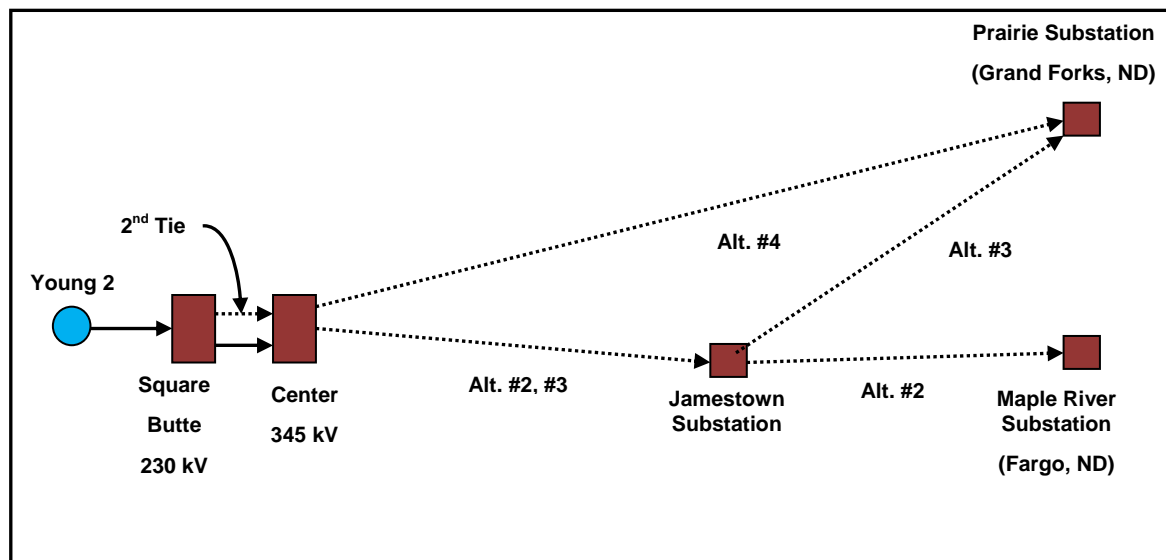 Prairie Substation
(Grand Forks, ND)
2nd Tie
Alt. #4
Alt. #3
Young 2
Square
Butte
230 kV
Center
345 kV
Alt. #2, #3
Jamestown
Substation
Alt. #2
Maple River
Substation
(Fargo, ND)